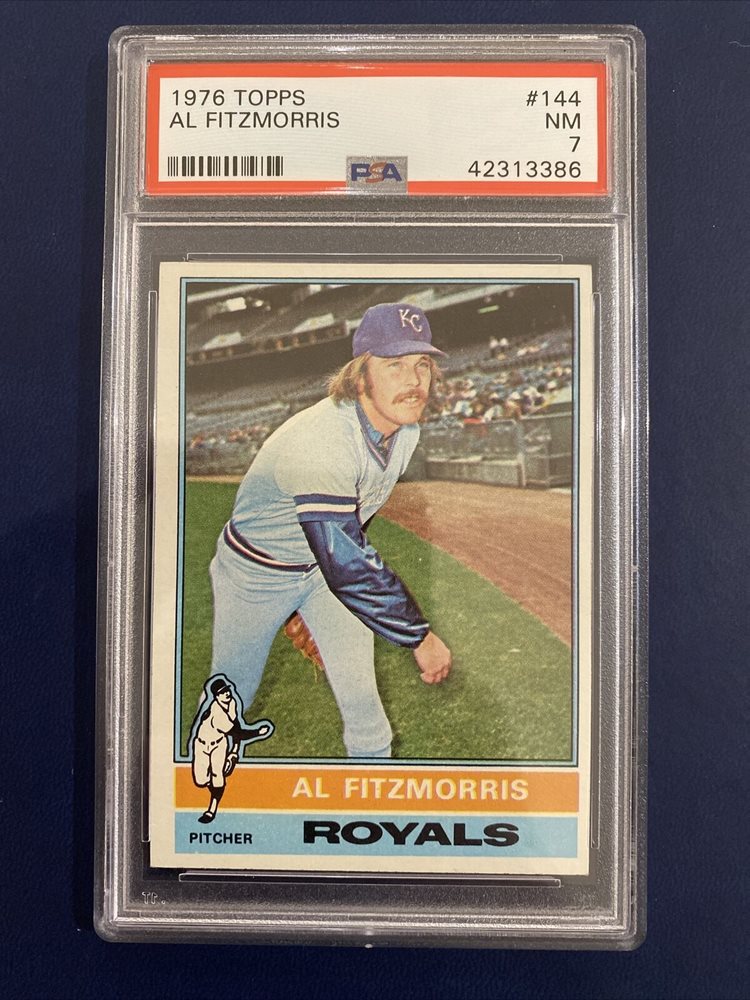 1976 TOPPS #144
AL FITZMORRIS NM
7
PSA 42313386
KC
AL FITZMORRIS
PITCHER ROYALS